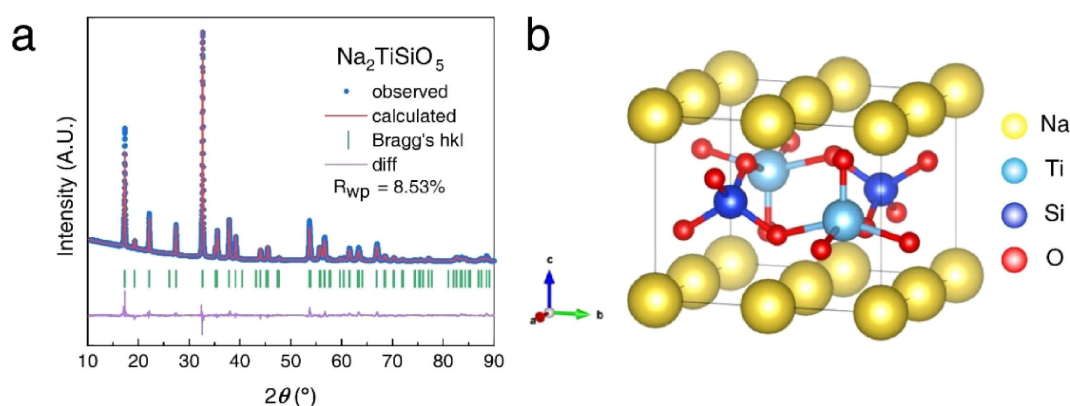 a
Intensity (A.U.)
Na₂TiSiO₅
observed
calculated
Bragg's hkl
diff
R_wp = 8.53%
10 20 30 40 50 60 70 80 90
2θ (°)
b
Na
Ti
Si
O
c
a
b